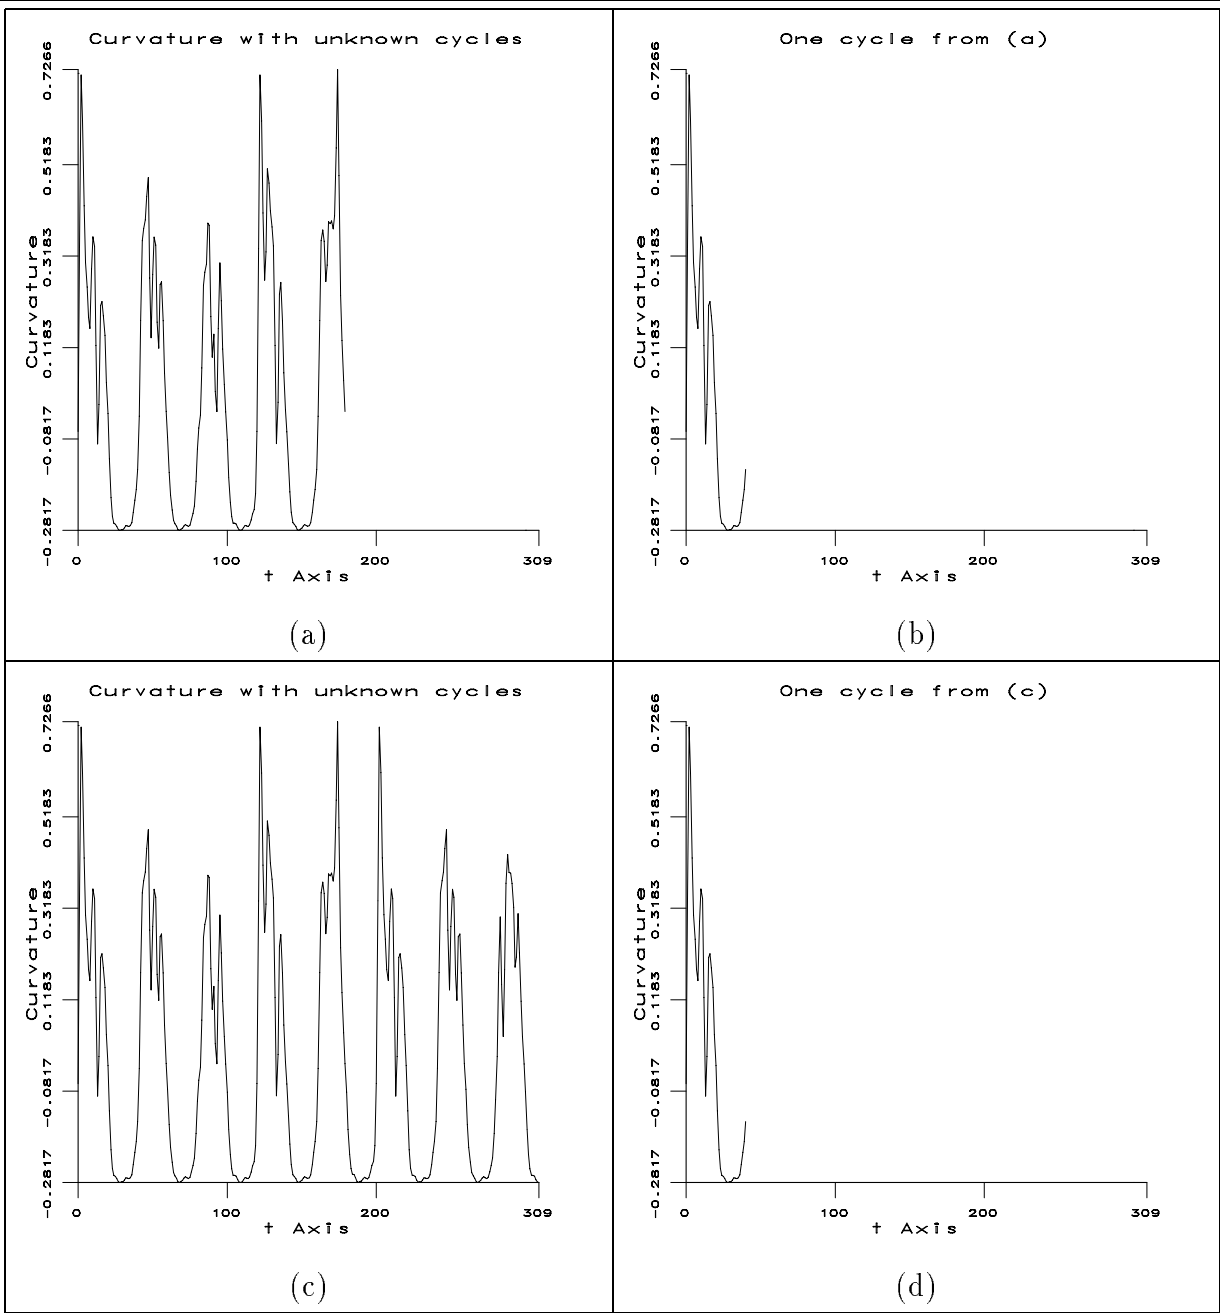 Curvature with unknown cycles
0.7266
0.5183
0.3183
0.1183
-0.0817
-0.2817
Curvature
0 100 200 309
t Axis
(a)
One cycle from (a)
0.7266
0.5183
0.3183
0.1183
-0.0817
-0.2817
Curvature
0 100 200 309
t Axis
(b)
Curvature with unknown cycles
0.7266
0.5183
0.3183
0.1183
-0.0817
-0.2817
Curvature
0 100 200 309
t Axis
(c)
One cycle from (c)
0.7266
0.5183
0.3183
0.1183
-0.0817
-0.2817
Curvature
0 100 200 309
t Axis
(d)